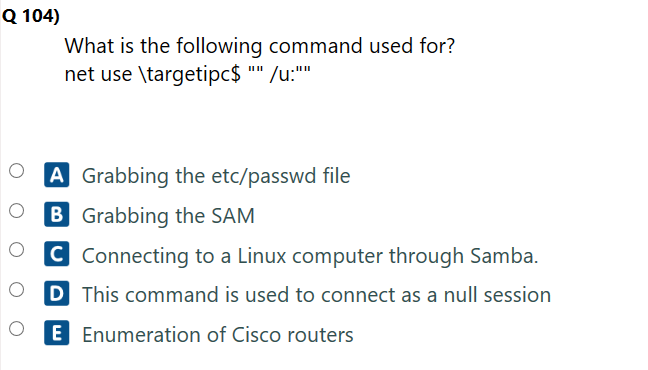 Q 104)
What is the following command used for?
net use \targetipc$ "" /u:""
A Grabbing the etc/passwd file
B Grabbing the SAM
C Connecting to a Linux computer through Samba.
D This command is used to connect as a null session
E Enumeration of Cisco routers